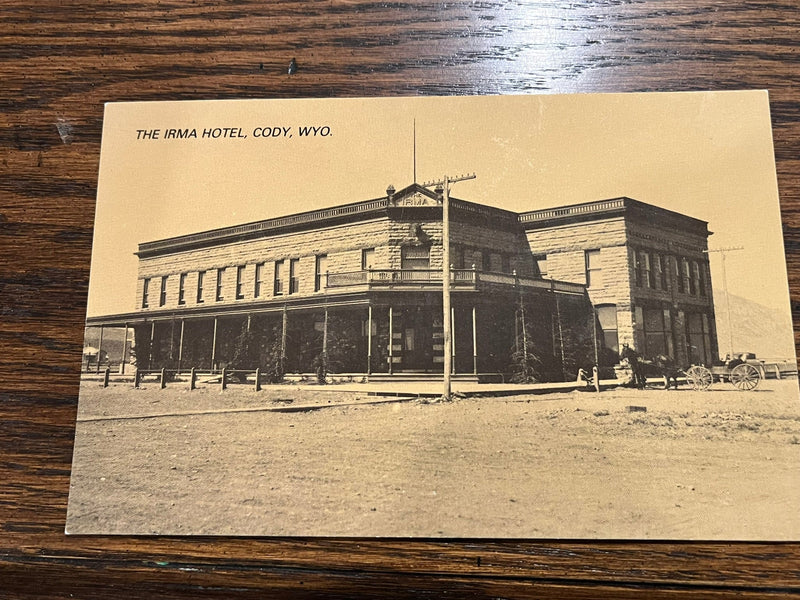 THE IRMA HOTEL, CODY, WYO.
IRMA